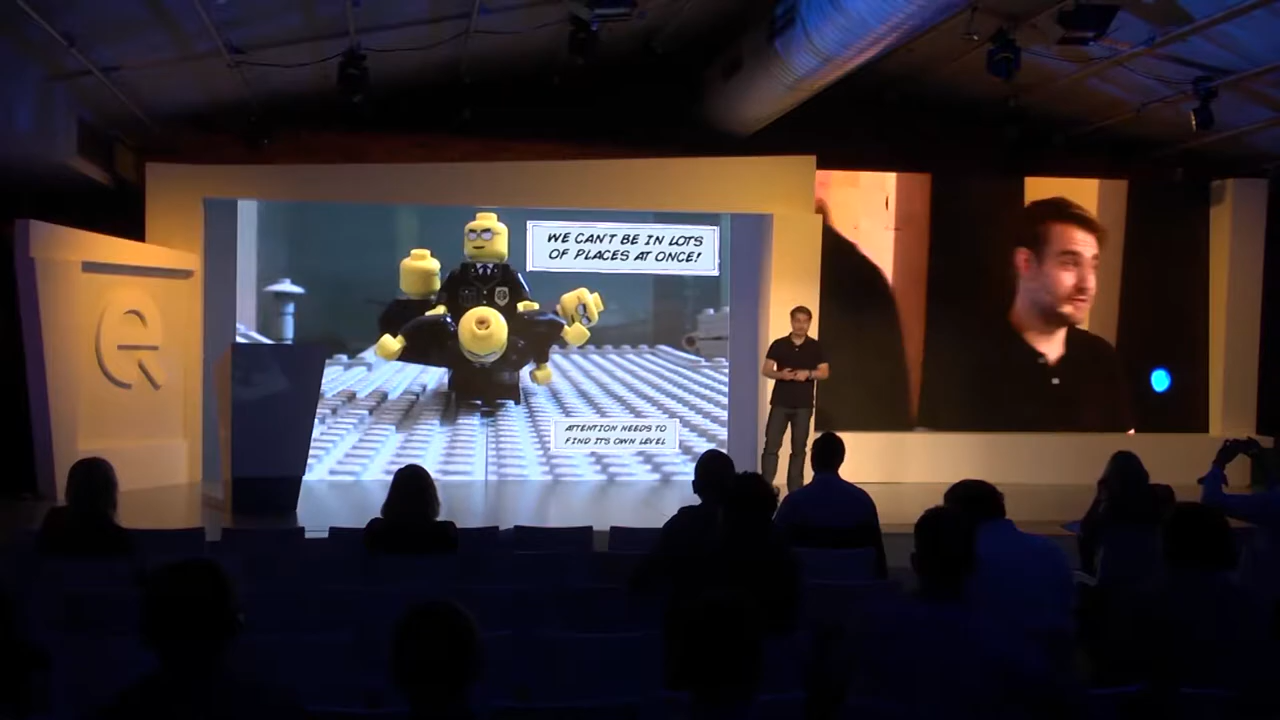 WE CAN'T BE IN LOTS
OF PLACES AT ONCE!
ATTENTION NEEDS TO
FIND ITS OWN LEVEL